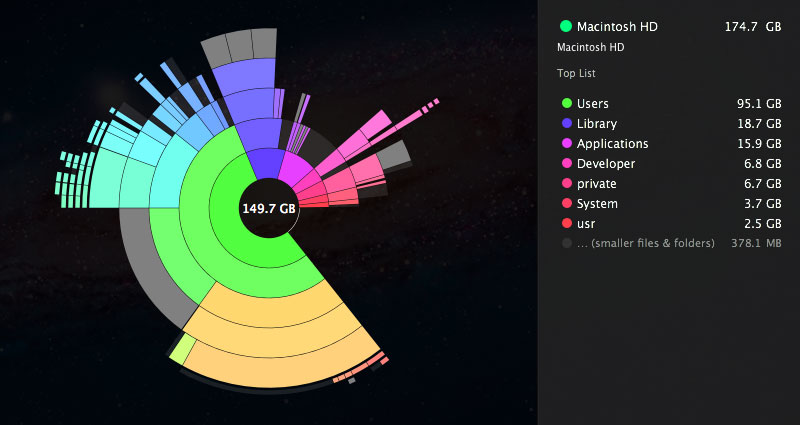 149.7 GB
Macintosh HD 174.7 GB
Macintosh HD
Top List
Users 95.1 GB
Library 18.7 GB
Applications 15.9 GB
Developer 6.8 GB
private 6.7 GB
System 3.7 GB
usr 2.5 GB
... (smaller files & folders) 378.1 MB